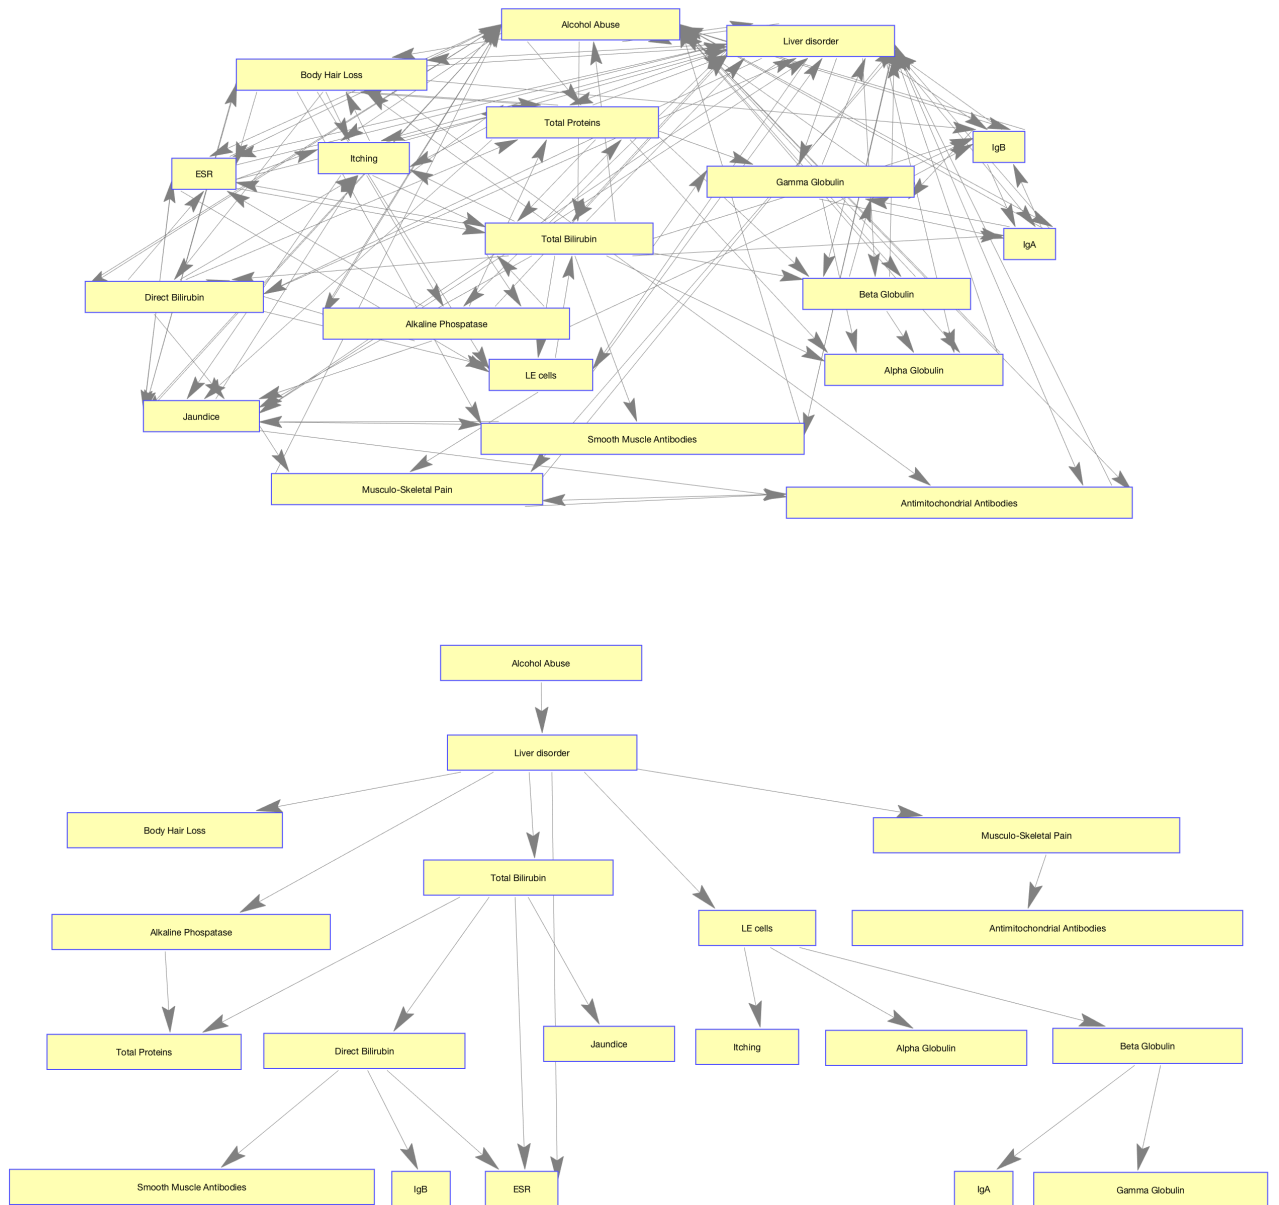 Alcohol Abuse
Liver disorder
Body Hair Loss
Total Proteins
IgB
Itching
ESR
Gamma Globulin
Total Bilirubin
IgA
Direct Bilirubin
Beta Globulin
Alkaline Phospatase
Alpha Globulin
LE cells
Jaundice
Smooth Muscle Antibodies
Musculo-Skeletal Pain
Antimitochondrial Antibodies
Alcohol Abuse
Liver disorder
Body Hair Loss
Musculo-Skeletal Pain
Total Bilirubin
Alkaline Phospatase
LE cells
Antimitochondrial Antibodies
Total Proteins
Direct Bilirubin
Jaundice
Itching
Alpha Globulin
Beta Globulin
Smooth Muscle Antibodies
IgB
ESR
IgA
Gamma Globulin